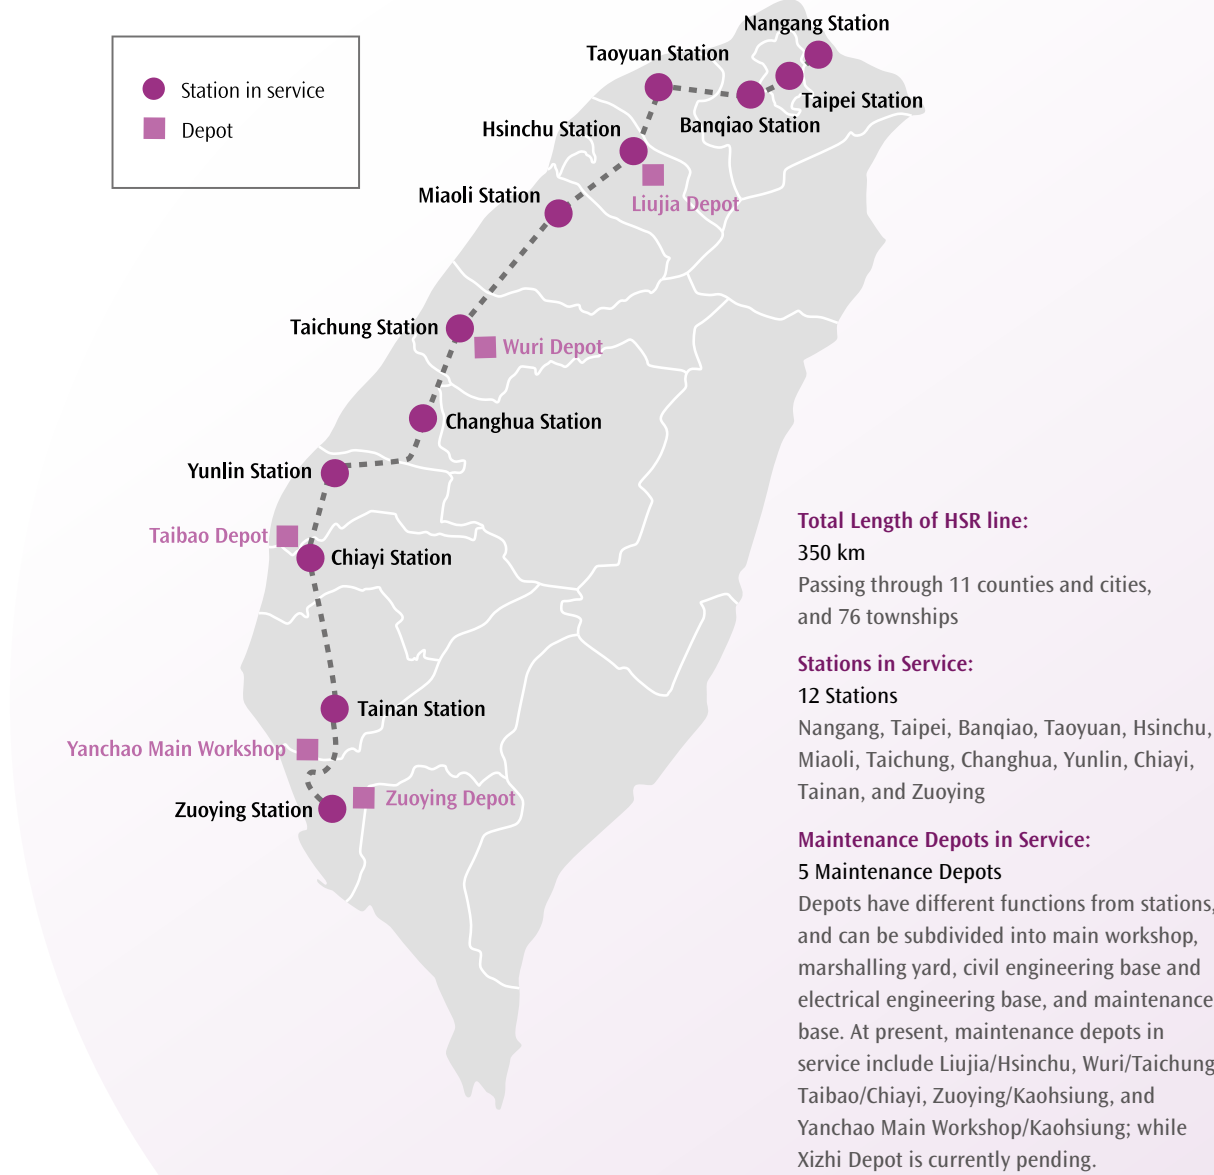 Station in service
Depot
Nangang Station
Taoyuan Station
Taipei Station
Banqiao Station
Hsinchu Station
Liujia Depot
Miaoli Station
Taichung Station
Wuri Depot
Changhua Station
Yunlin Station
Taibao Depot
Chiayi Station
Tainan Station
Yanchao Main Workshop
Zuoying Depot
Zuoying Station
Total Length of HSR line:
350 km
Passing through 11 counties and cities,
and 76 townships
Stations in Service:
12 Stations
Nangang, Taipei, Banqiao, Taoyuan, Hsinchu,
Miaoli, Taichung, Changhua, Yunlin, Chiayi,
Tainan, and Zuoying
Maintenance Depots in Service:
5 Maintenance Depots
Depots have different functions from stations,
and can be subdivided into main workshop,
marshalling yard, civil engineering base and
electrical engineering base, and maintenance
base. At present, maintenance depots in
service include Liujia/Hsinchu, Wuri/Taichung
Taibao/Chiayi, Zuoying/Kaohsiung, and
Yanchao Main Workshop/Kaohsiung; while
Xizhi Depot is currently pending.